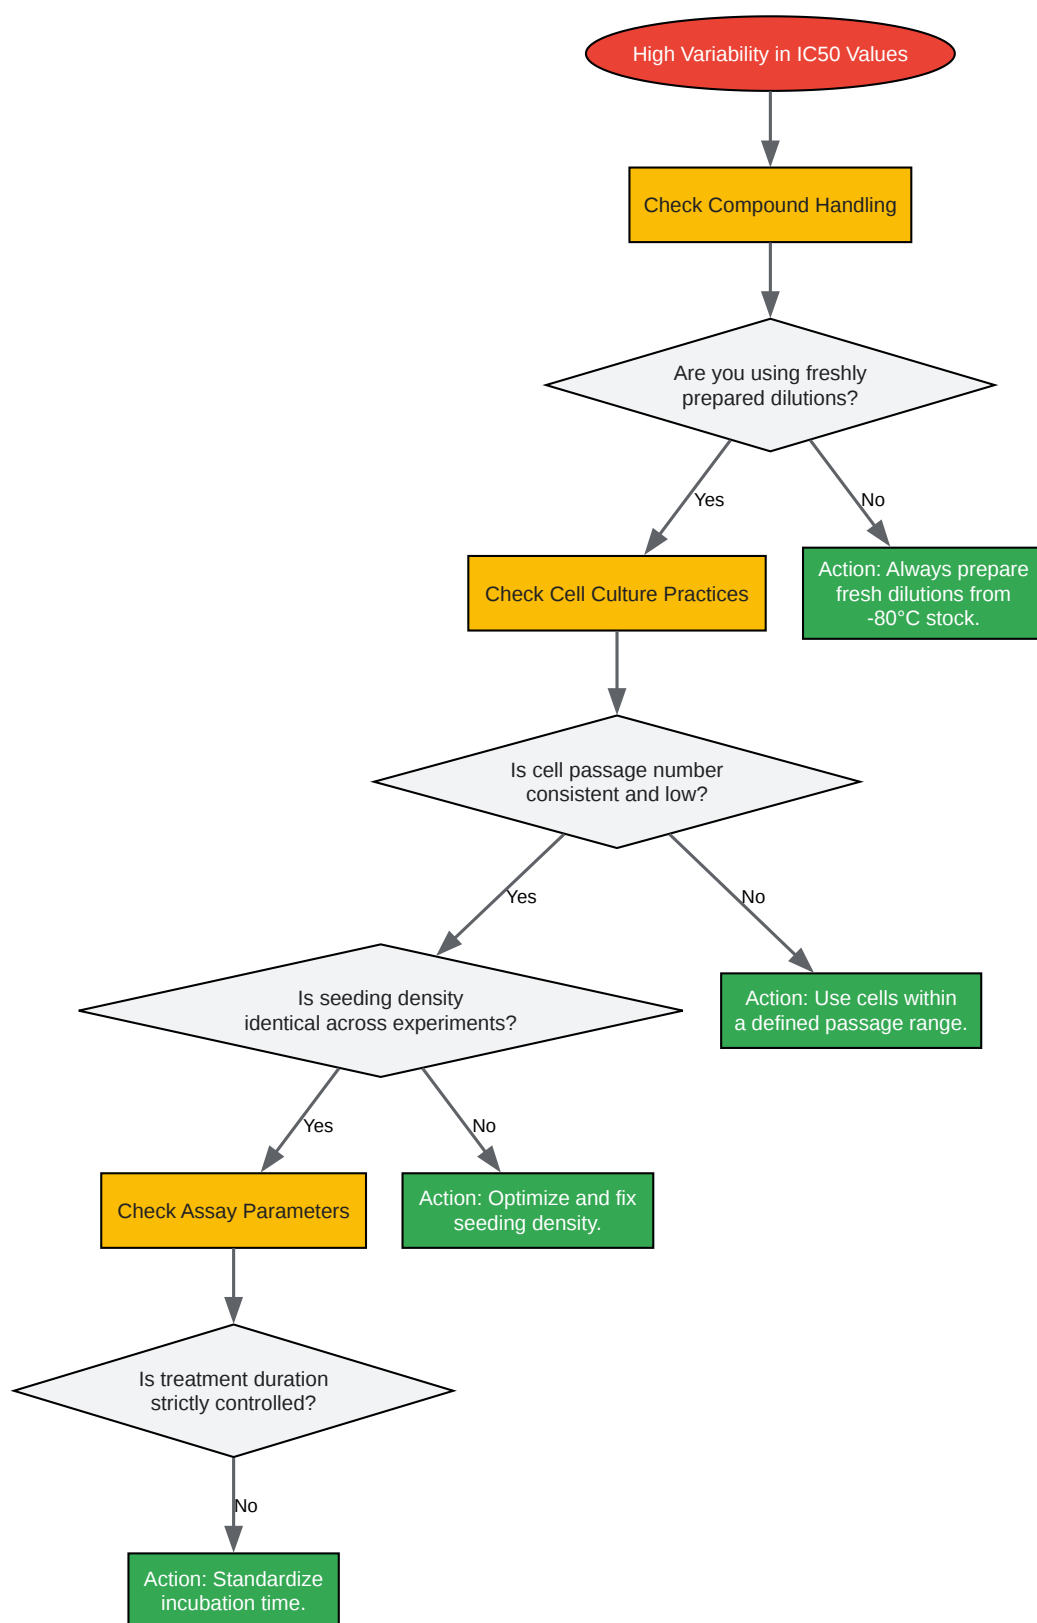 High Variability in IC50 Values
Check Compound Handling
Are you using freshly
prepared dilutions?
Yes
No
Check Cell Culture Practices
Action: Always prepare
fresh dilutions from
-80°C stock.
Is cell passage number
consistent and low?
Yes
No
Is seeding density
identical across experiments?
Action: Use cells within
a defined passage range.
Yes
No
Check Assay Parameters
Action: Optimize and fix
seeding density.
Is treatment duration
strictly controlled?
No
Action: Standardize
incubation time.